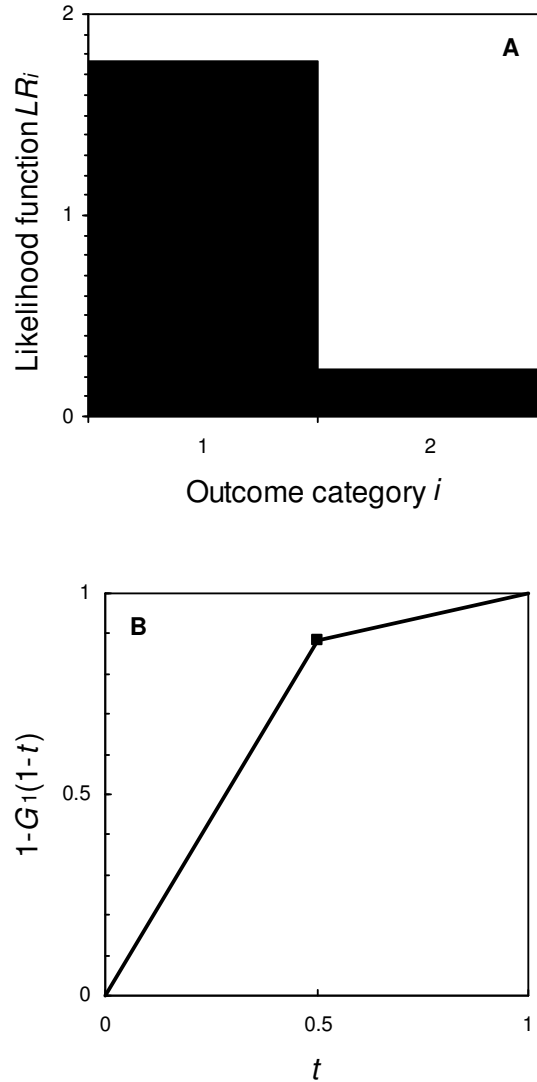 2
A
1
0
Likelihood function LRi
1 2
Outcome category i
1
B
0.5
0
1-G1(1-t)
0 0.5 1
t